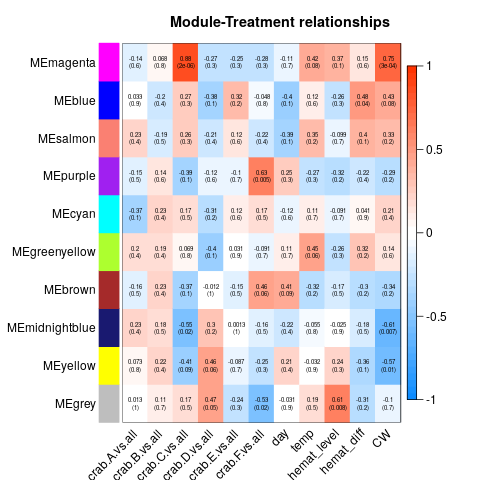 Module-Treatment relationships
MEmagenta -0.14 0.068 0.88 -0.27 -0.25 -0.28 -0.11 0.42 0.37 0.15 0.75
(0.6) (0.8) (2e-06) (0.3) (0.3) (0.3) (0.7) (0.08) (0.1) (0.6) (3e-04)
MEblue 0.033 -0.2 0.27 -0.38 0.32 -0.048 -0.4 0.12 -0.26 0.48 0.43
(0.9) (0.4) (0.3) (0.1) (0.2) (0.8) (0.1) (0.6) (0.3) (0.04) (0.08)
MEsalmon 0.23 -0.19 0.26 -0.21 0.12 -0.22 -0.39 0.35 -0.099 0.4 0.33
(0.4) (0.5) (0.3) (0.4) (0.6) (0.4) (0.1) (0.2) (0.7) (0.1) (0.2)
MEpurple -0.15 0.14 -0.39 -0.12 -0.1 0.63 0.25 -0.27 -0.32 -0.22 -0.29
(0.5) (0.6) (0.1) (0.6) (0.7) (0.005) (0.3) (0.3) (0.2) (0.4) (0.2)
MEcyan -0.37 0.23 0.17 -0.31 0.12 0.17 -0.12 0.11 -0.091 0.041 0.21
(0.1) (0.4) (0.5) (0.2) (0.6) (0.5) (0.6) (0.7) (0.7) (0.9) (0.4)
MEgreenyellow 0.2 0.19 0.069 -0.4 0.031 -0.091 0.11 0.45 -0.26 0.32 0.14
(0.4) (0.4) (0.8) (0.1) (0.9) (0.7) (0.7) (0.06) (0.3) (0.2) (0.6)
MEbrown -0.16 0.23 -0.37 -0.012 -0.15 0.46 0.41 -0.32 -0.17 -0.3 -0.34
(0.5) (0.4) (0.1) (1) (0.5) (0.06) (0.09) (0.2) (0.5) (0.2) (0.2)
MEmidnightblue 0.23 0.18 -0.55 0.3 0.0013 -0.16 -0.22 -0.055 -0.025 -0.18 -0.61
(0.4) (0.5) (0.02) (0.2) (1) (0.5) (0.4) (0.8) (0.9) (0.5) (0.007)
MEyellow 0.073 0.22 -0.41 0.46 -0.087 -0.25 0.21 -0.032 0.24 -0.36 -0.57
(0.8) (0.4) (0.09) (0.06) (0.7) (0.3) (0.4) (0.9) (0.3) (0.1) (0.01)
MEgrey 0.013 0.11 0.17 0.47 -0.24 -0.53 -0.031 0.19 0.61 -0.31 -0.1
(1) (0.7) (0.5) (0.05) (0.3) (0.02) (0.9) (0.5) (0.008) (0.2) (0.7)
crab.A.vs.all
crab.B.vs.all
crab.C.vs.all
crab.D.vs.all
crab.E.vs.all
crab.F.vs.all
day
temp
hemat_level
hemat_diff
CW
1
0.5
0
-0.5
-1